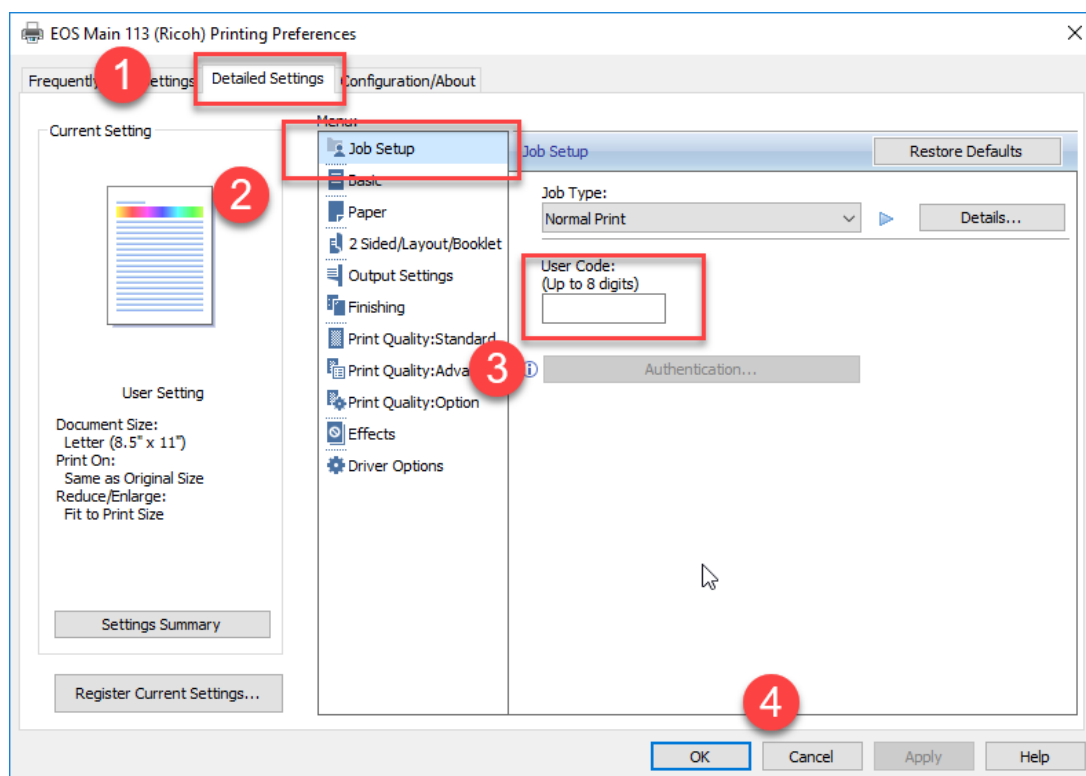 EOS Main 113 (Ricoh) Printing Preferences
1
Frequently ettings
Detailed Settings
Configuration/About
Current Setting
Menu:
Job Setup
Job Setup
Restore Defaults
2
Basic
Job Type:
Paper
Normal Print
Details...
2 Sided/Layout/Booklet
Output Settings
User Code:
(Up to 8 digits)
Finishing
Print Quality:Standard
3
Print Quality:Adva
Authentication...
User Setting
Print Quality:Option
Document Size:
Letter (8.5" x 11")
Print On:
Same as Original Size
Reduce/Enlarge:
Fit to Print Size
Effects
Driver Options
Settings Summary
Register Current Settings...
4
OK
Cancel
Apply
Help